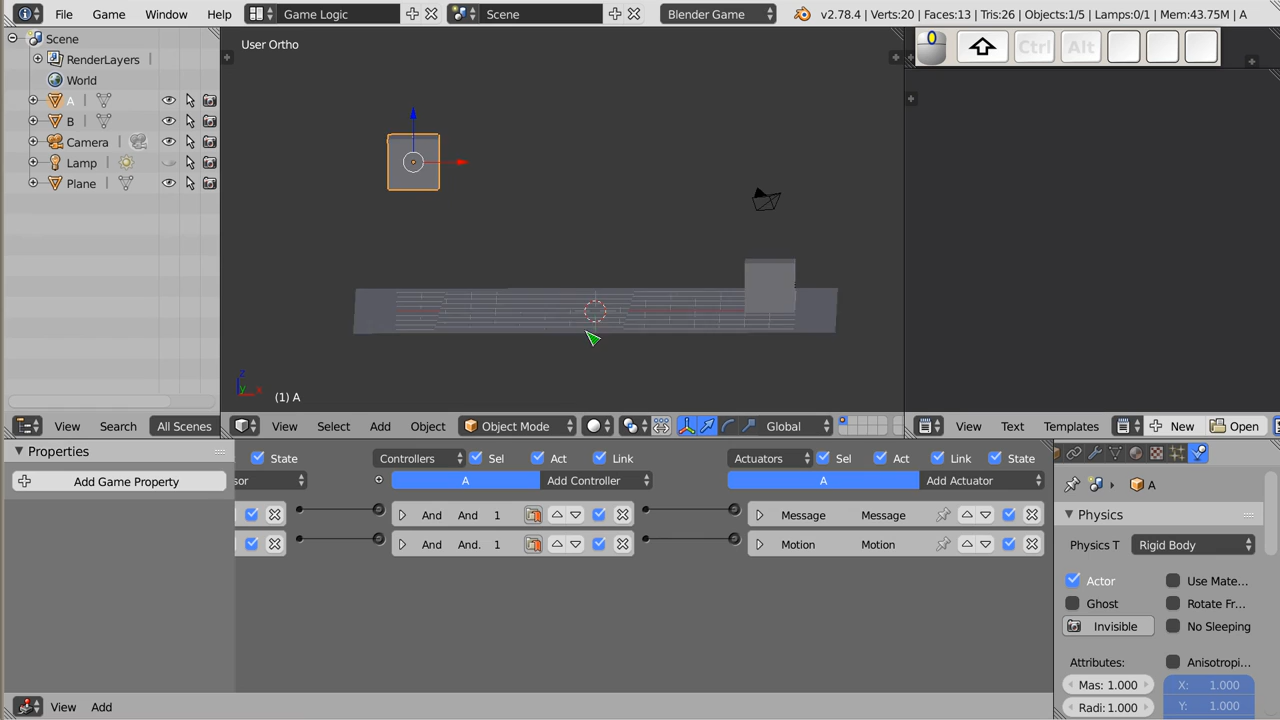 File Game Window Help Game Logic Scene Blender Game v2.78.4 | Verts:20 | Faces:13 | Tris:26 | Objects:1/5 | Lamps:0/1 | Mem:43.75M | A
Scene
RenderLayers
World
A
B
Camera
Lamp
Plane
View Search All Scenes
User Ortho
z
y x
(1) A
View Select Add Object Object Mode Global
Ctrl Alt
View Text Templates New Open
Properties
Add Game Property
State Controllers Sel Act Link Actuators Sel Act Link State
sor A Add Controller A Add Actuator
And And 1 Message Message
And And. 1 Motion Motion
View Add
A
Physics
Physics T Rigid Body
Actor Use Mate...
Ghost Rotate Fr...
Invisible No Sleeping
Attributes: Anisotropi...
Mas: 1.000 X: 1.000
Radi: 1.000 Y: 1.000